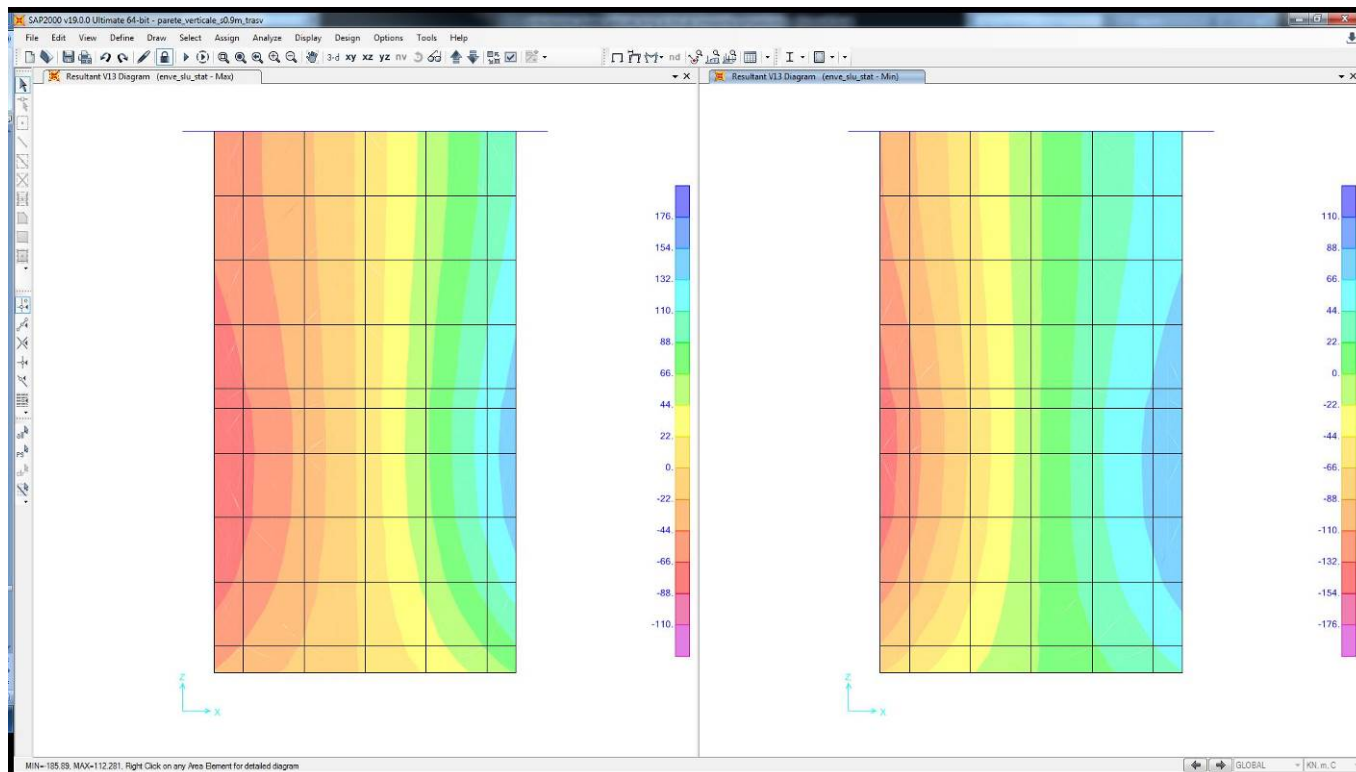 SAP2000 v19.0.0 Ultimate 64-bit - parete_verticale_s0.9m_trasv
File Edit View Define Draw Select Assign Analyze Display Design Options Tools Help
3-d xy xz yz nv
nd
Resultant V13 Diagram (enve_slu_stat - Max)
176.
154.
132.
110.
88.
66.
44.
22.
0.
-22.
-44.
-66.
-88.
-110.
Z
X
Resultant V13 Diagram (enve_slu_stat - Min)
110.
88.
66.
44.
22.
0.
-22.
-44.
-66.
-88.
-110.
-132.
-154.
-176.
Z
X
MIN=-185.89, MAX=112.281, Right Click on any Area Element for detailed diagram
GLOBAL
KN, m, C